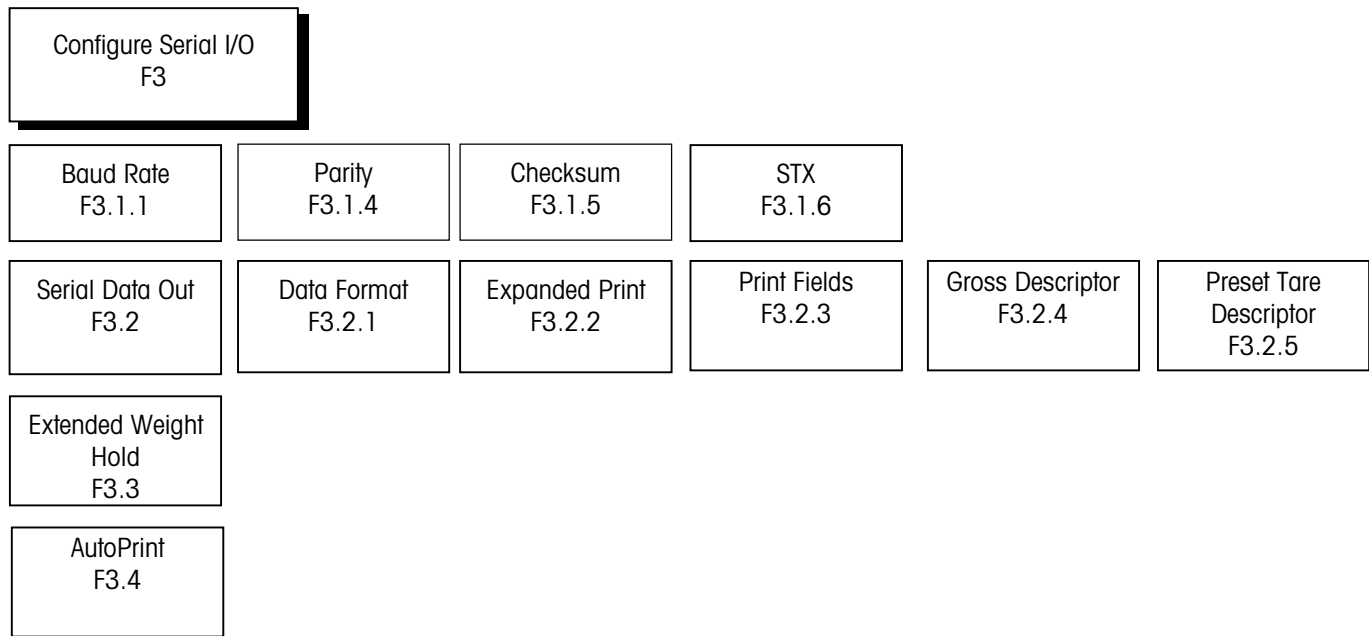 Configure Serial I/O
F3
Baud Rate
F3.1.1
Parity
F3.1.4
Checksum
F3.1.5
STX
F3.1.6
Serial Data Out
F3.2
Data Format
F3.2.1
Expanded Print
F3.2.2
Print Fields
F3.2.3
Gross Descriptor
F3.2.4
Preset Tare
Descriptor
F3.2.5
Extended Weight
Hold
F3.3
AutoPrint
F3.4